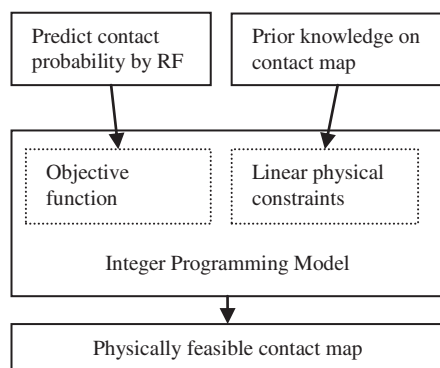 Predict contact
probability by RF
Prior knowledge on
contact map
Objective
function
Linear physical
constraints
Integer Programming Model
Physically feasible contact map